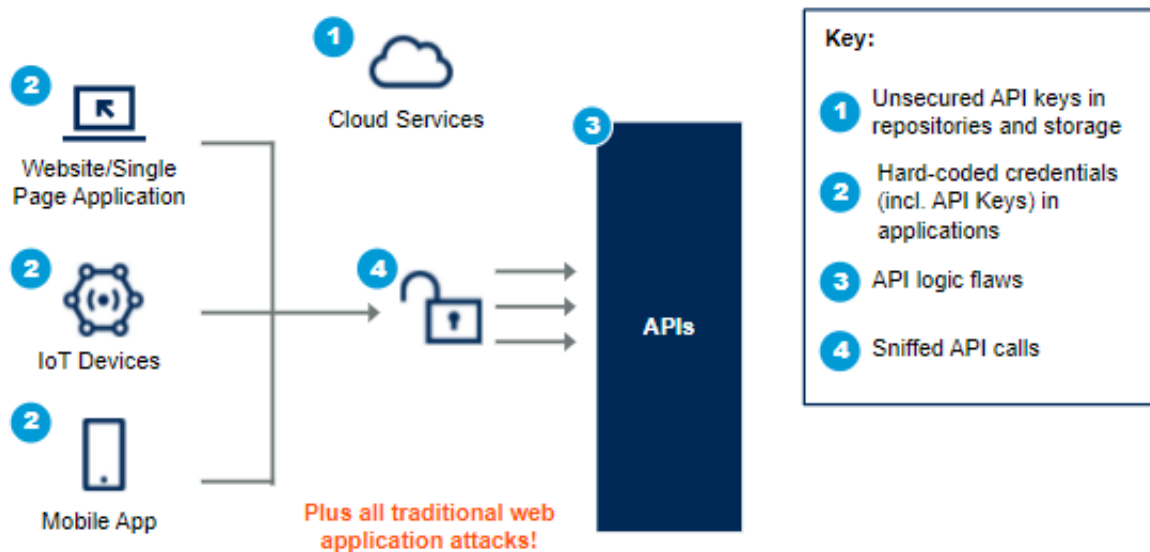 1
Cloud Services
2
Website/Single
Page Application
2
IoT Devices
2
Mobile App
4
3
APIs
Plus all traditional web
application attacks!
Key:
1 Unsecured API keys in
repositories and storage
2 Hard-coded credentials
(incl. API Keys) in
applications
3 API logic flaws
4 Sniffed API calls